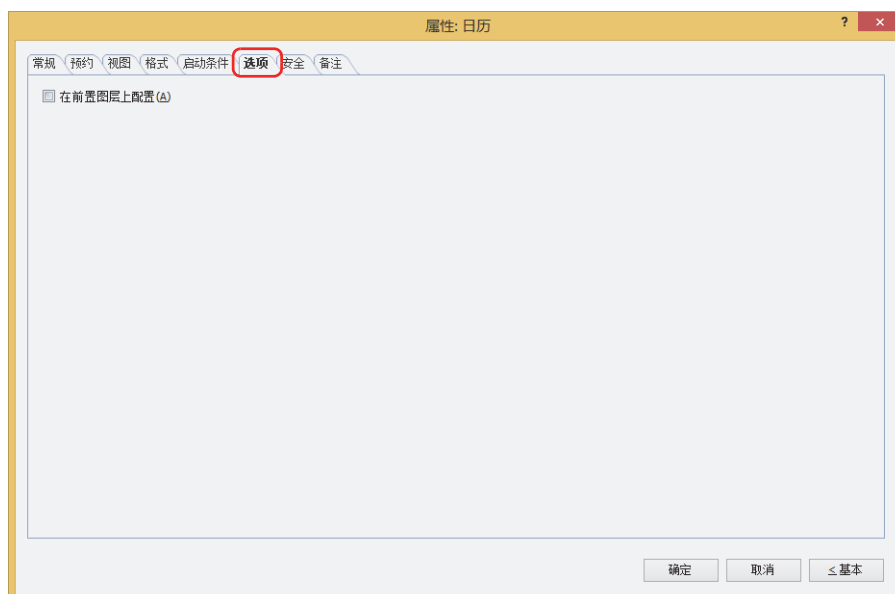 属性: 日历
? ×
常规 预约 视图 格式 启动条件 选项 安全 备注
在前置图层上配置(A)
确定 取消 <基本